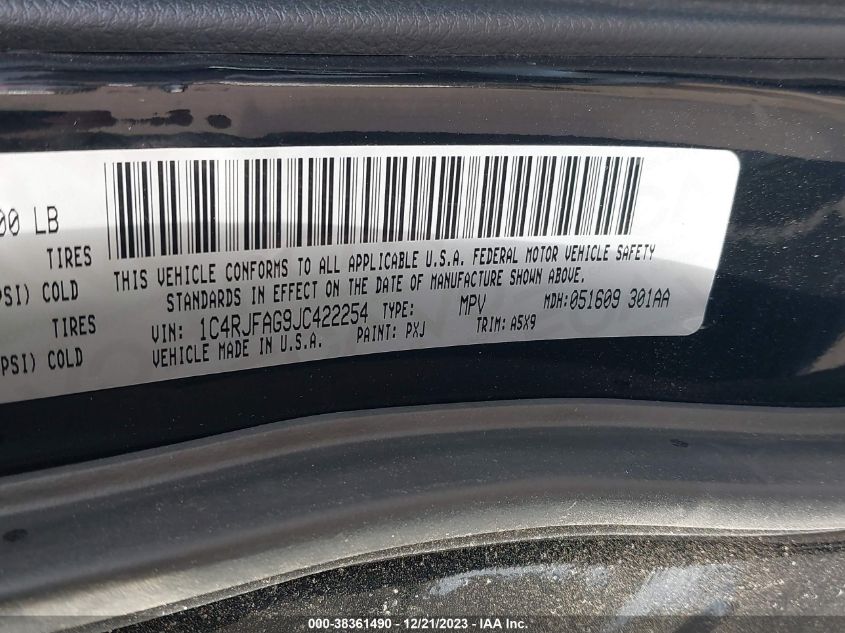 00 LB
TIRES
PSI) COLD
TIRES
PSI) COLD
THIS VEHICLE CONFORMS TO ALL APPLICABLE U.S.A. FEDERAL MOTOR VEHICLE SAFETY
STANDARDS IN EFFECT ON THE DATE OF MANUFACTURE SHOWN ABOVE.
VIN: 1C4RJFAG9JC422254 TYPE: MPV MDH:051609 301AA
VEHICLE MADE IN U.S.A. PAINT: PXJ TRIM: A5X9
000-38361490 - 12/21/2023 - IAA Inc.